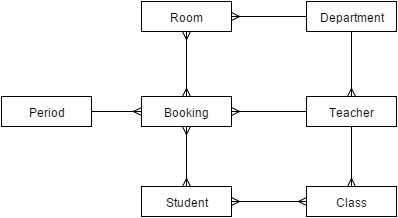 Room
Department
Period
Booking
Teacher
Student
Class